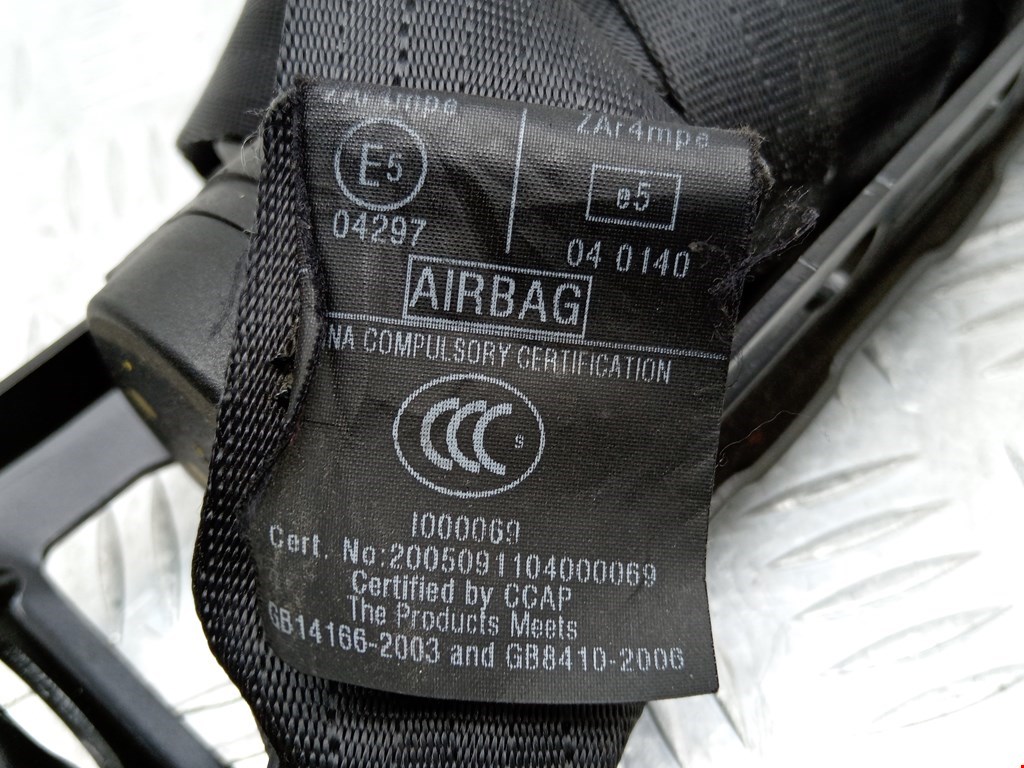 ZAr4mpe ZAr4mpe
E5 e5
04297 04 0140
AIRBAG
NA COMPULSORY CERTIFICATION
CCC S
I000069
Cert. No:2005091104000069
Certified by CCAP
The Products Meets
GB14166-2003 and GB8410-2006